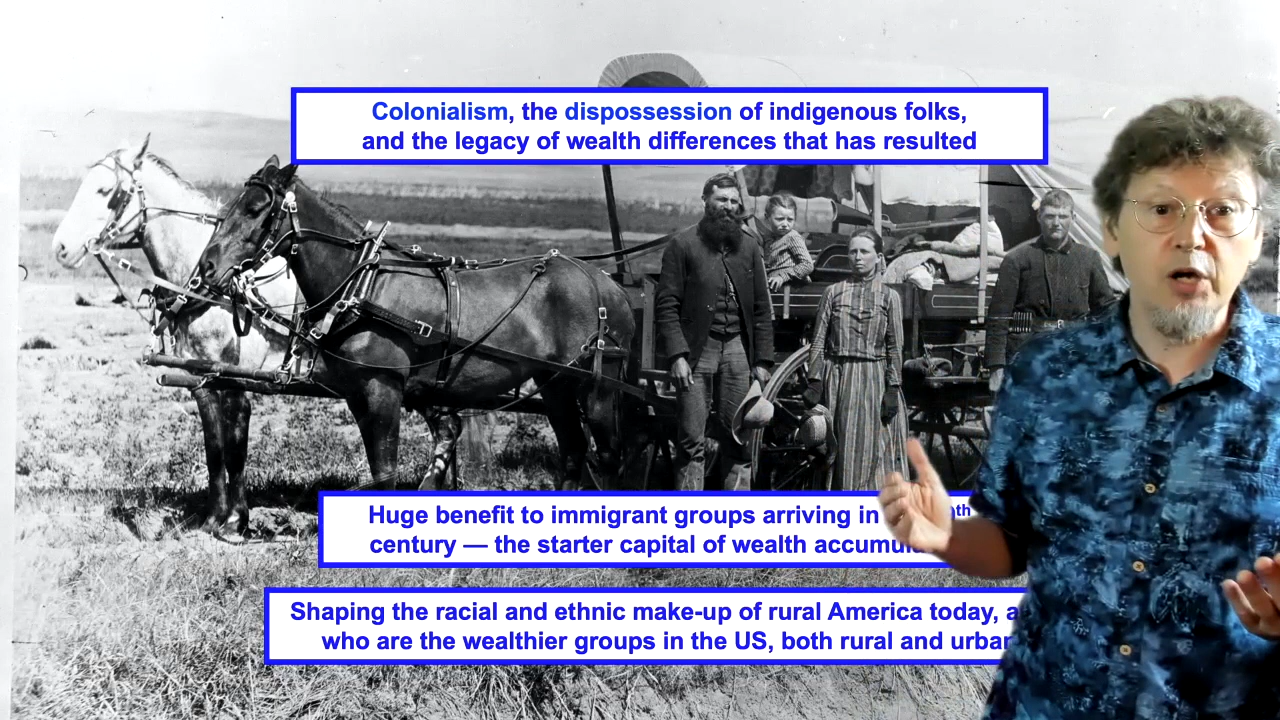 Colonialism, the dispossession of indigenous folks,
and the legacy of wealth differences that has resulted
Huge benefit to immigrant groups arriving in th
century — the starter capital of wealth
Shaping the racial and ethnic make-up of rural America today,
who are the wealthier groups in the US, both rural and urban